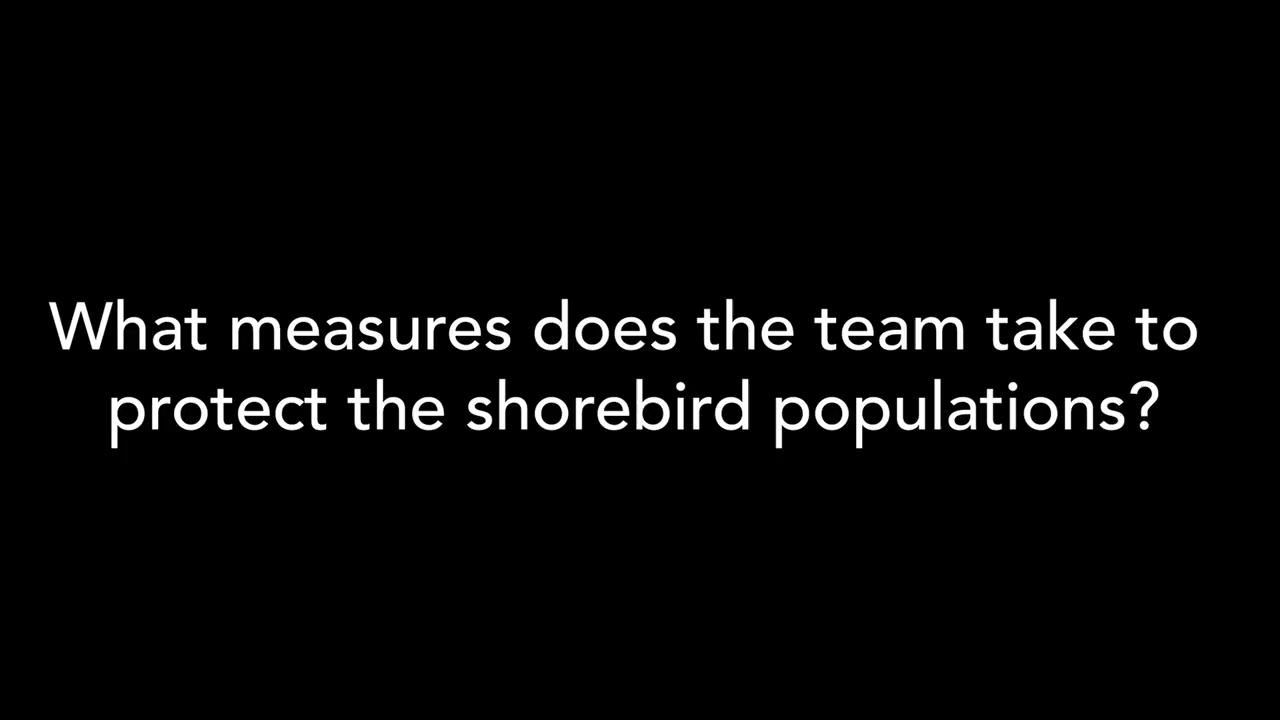 What measures does the team take to
protect the shorebird populations?